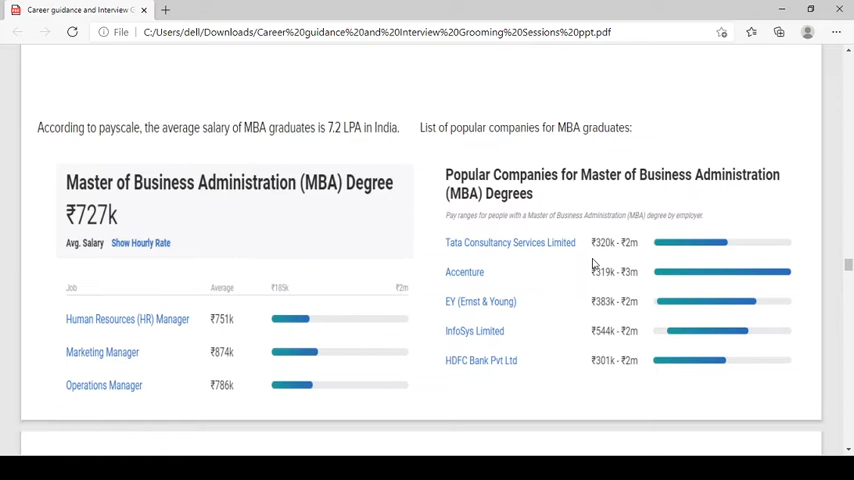 Career guidance and Interview G
File
C:/Users/dell/Downloads/Career%20guidance%20and%20Interview%20Grooming%20Sessions%20ppt.pdf
According to payscale, the average salary of MBA graduates is 7.2 LPA in India.
Master of Business Administration (MBA) Degree
₹727k
Avg. Salary Show Hourly Rate
Job Average ₹185k ₹2m
Human Resources (HR) Manager ₹751k
Marketing Manager ₹874k
Operations Manager ₹786k
List of popular companies for MBA graduates:
Popular Companies for Master of Business Administration
(MBA) Degrees
Pay ranges for people with a Master of Business Administration (MBA) degree by employer.
Tata Consultancy Services Limited ₹320k - ₹2m
Accenture ₹319k - ₹3m
EY (Ernst & Young) ₹383k - ₹2m
InfoSys Limited ₹544k - ₹2m
HDFC Bank Pvt Ltd ₹301k - ₹2m